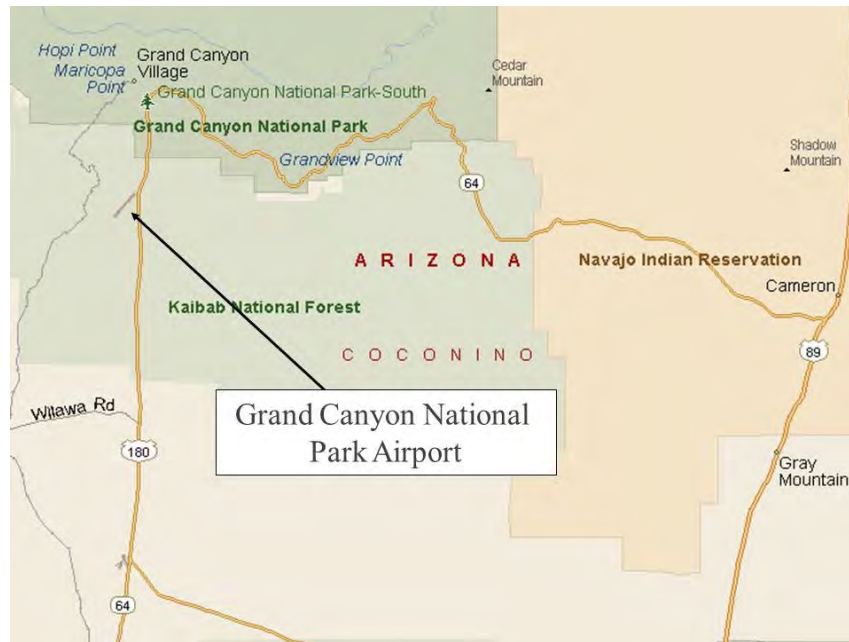 Hopi Point
Maricopa
Point
Grand Canyon
Village
Grand Canyon National Park-South
Grand Canyon National Park
Grandview Point
Cedar
Mountain
Shadow
Mountain
64
A R I Z O N A
Navajo Indian Reservation
Cameron
Kaibab National Forest
C O C O N I N O
89
Grand Canyon National
Park Airport
Wilawa Rd
180
Gray
Mountain
64